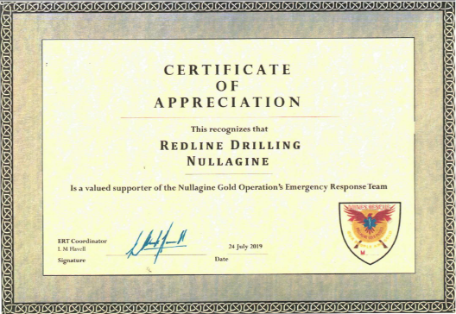 CERTIFICATE
OF
APPRECIATION
This recognizes that
REDLINE DRILLING
NULLAGINE
Is a valued supporter of the Nullagine Gold Operation's Emergency Response Team
ERT Coordinator
Signature
24 July 2019
Date